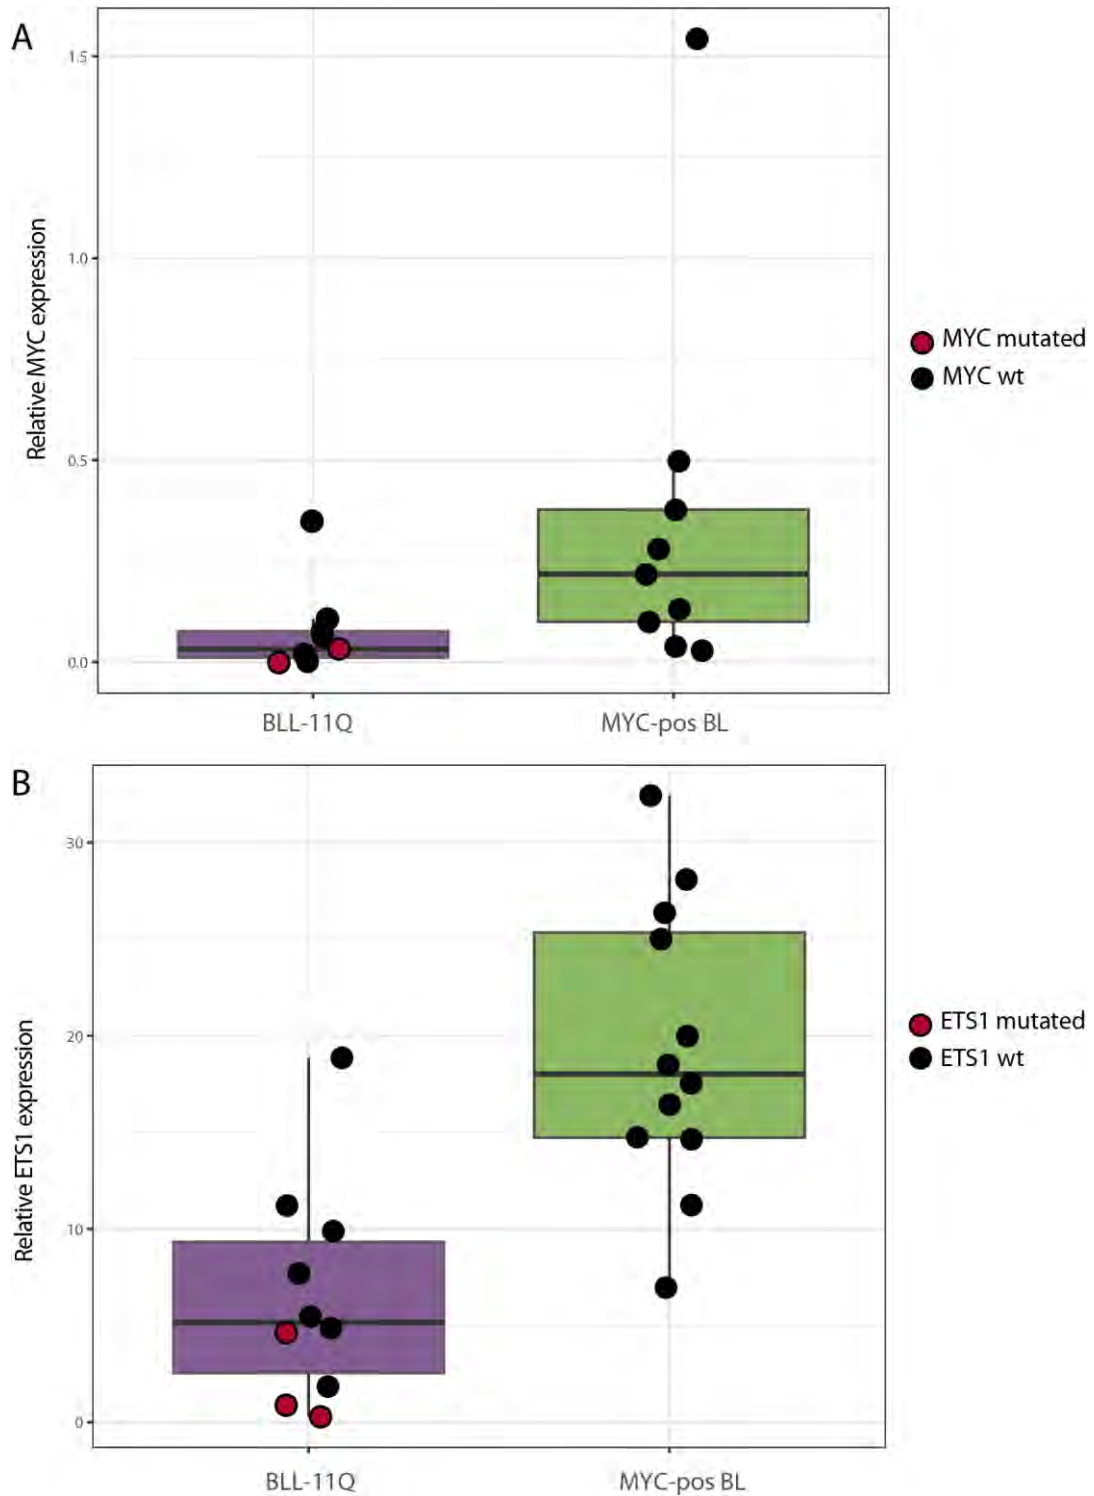 A
1.5
1.0
0.5
0.0
Relative MYC expression
MYC mutated
MYC wt
BLL-11Q
MYC-pos BL
B
30
20
10
0
Relative ETS1 expression
ETS1 mutated
ETS1 wt
BLL-11Q
MYC-pos BL